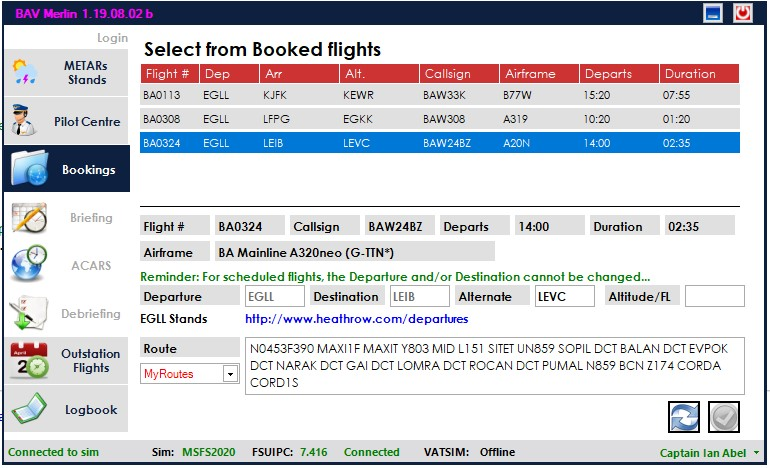 BAV Merlin 1.19.08.02 b
Login
METARs
Stands
Pilot Centre
Bookings
Briefing
ACARS
Debriefing
April
2
Outstation
Flights
Logbook
Select from Booked flights
Flight # Dep Arr Alt. Callsign Airframe Departs Duration
BA0113 EGLL KJFK KEWR BAW33K B77W 15:20 07:55
BA0308 EGLL LFPG EGKK BAW308 A319 10:20 01:20
BA0324 EGLL LEIB LEVC BAW24BZ A20N 14:00 02:35
Flight # BA0324 Callsign BAW24BZ Departs 14:00 Duration 02:35
Airframe BA Mainline A320neo (G-TTN*)
Reminder: For scheduled flights, the Departure and/or Destination cannot be changed...
Departure EGLL Destination LEIB Alternate LEVC Altitude/FL
EGLL Stands http://www.heathrow.com/departures
Route
MyRoutes
N0453F390 MAXI1F MAXIT Y803 MID L151 SITET UN859 SOPIL DCT BALAN DCT EVPOK
DCT NARAK DCT GAI DCT LOMRA DCT ROCAN DCT PUMAL N859 BCN Z174 CORDA
CORD1S
Connected to sim Sim: MSFS2020 FSUIPC: 7.416 Connected VATSIM: Offline Captain Ian Abel